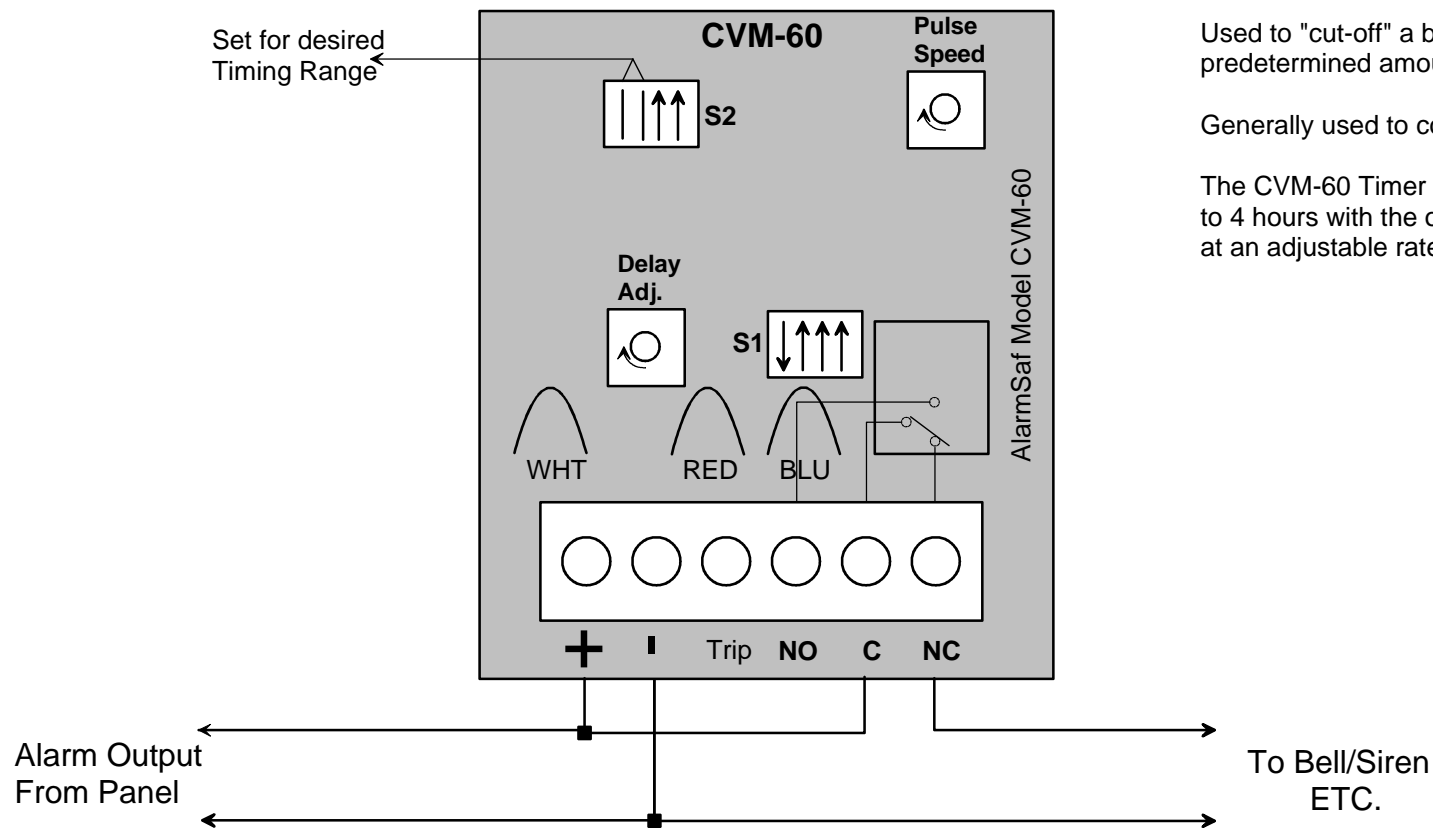 Set for desired
Timing Range
CVM-60
Pulse
Speed
S2
Used to "cut-off" a
predetermined
Generally used to
The CVM-60 Timer
to 4 hours with the
at an adjustable rate
Delay
Adj.
S1
AlarmSaf Model CVM-60
WHT
RED
BLU
+
-
Trip
NO
C
NC
Alarm Output
From Panel
To Bell/Siren
ETC.